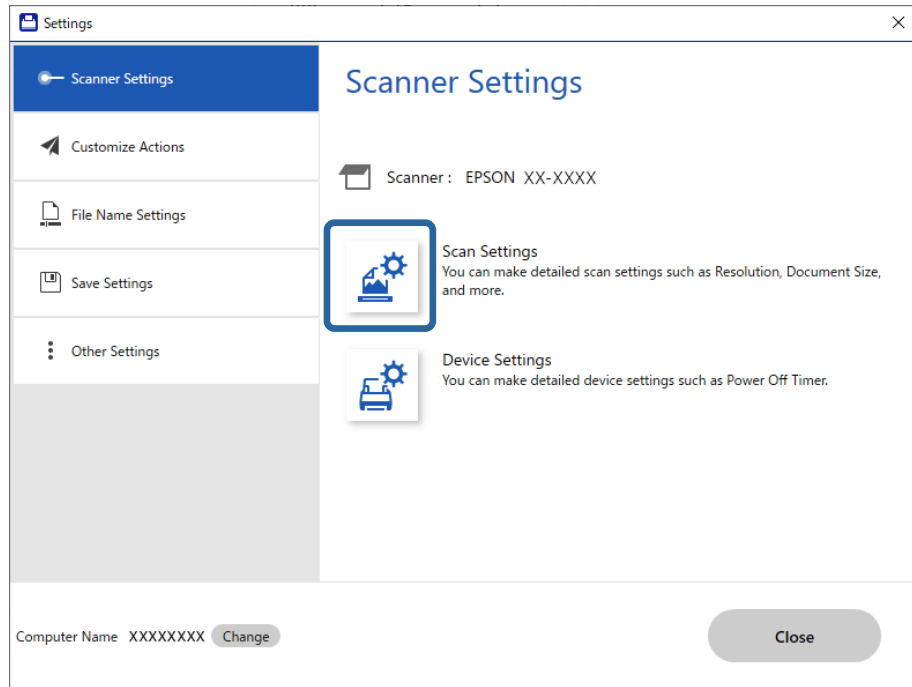 Settings
Scanner Settings
Customize Actions
File Name Settings
Save Settings
Other Settings
Scanner Settings
Scanner : EPSON XX-XXXX
Scan Settings
You can make detailed scan settings such as Resolution, Document Size,
and more.
Device Settings
You can make detailed device settings such as Power Off Timer.
Computer Name XXXXXXXX Change
Close